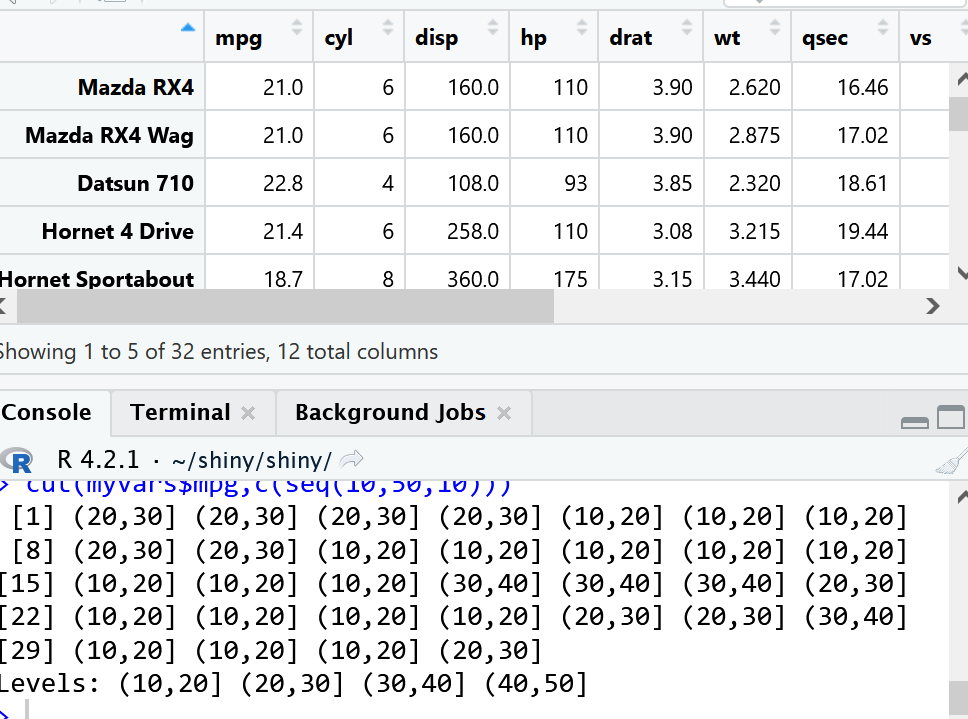 mpg cyl disp hp drat wt qsec vs
Mazda RX4 21.0 6 160.0 110 3.90 2.620 16.46
Mazda RX4 Wag 21.0 6 160.0 110 3.90 2.875 17.02
Datsun 710 22.8 4 108.0 93 3.85 2.320 18.61
Hornet 4 Drive 21.4 6 258.0 110 3.08 3.215 19.44
Hornet Sportabout 18.7 8 360.0 175 3.15 3.440 17.02
Showing 1 to 5 of 32 entries, 12 total columns
Console Terminal Background Jobs
R R 4.2.1 · ~/shiny/shiny/
> cut(myvars$mpg,c(seq(10,50,10)))
[1] (20,30] (20,30] (20,30] (20,30] (10,20] (10,20] (10,20]
[8] (20,30] (20,30] (10,20] (10,20] (10,20] (10,20] (10,20]
[15] (10,20] (10,20] (10,20] (30,40] (30,40] (30,40] (20,30]
[22] (10,20] (10,20] (10,20] (10,20] (20,30] (20,30] (30,40]
[29] (10,20] (10,20] (10,20] (20,30]
Levels: (10,20] (20,30] (30,40] (40,50]
>